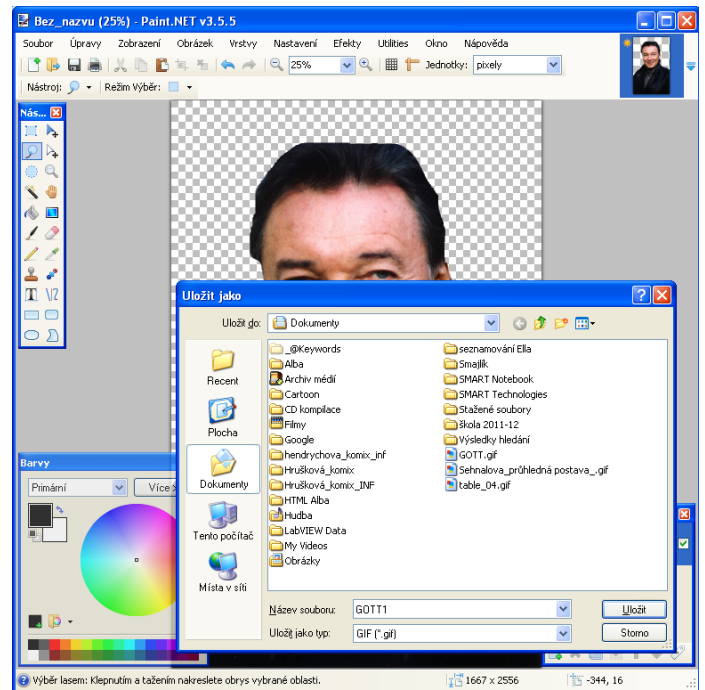 Bez_nazvu (25%) - Paint.NET v3.5.5
Soubor Úpravy Zobrazení Obrázek Vrstvy Nastavení Efekty Utilities Okno Nápověda
25% Jednotky: pixely
Nástroj: Režim Výběr:
Nás...
Uložit jako
Uložit do: Dokumenty
Recent
Plocha
Dokumenty
Tento počítač
Místa v síti
_@Keywords
Alba
Archiv médií
Cartoon
CD kompilace
Filmy
Google
hendrychova_komix_inf
Hrušková_komix
Hrušková_komix_INF
HTML Alba
Hudba
LabVIEW Data
My Videos
Obrázky
seznamování Ella
Smajlík
SMART Notebook
SMART Technologies
Stažené soubory
škola 2011-12
Výsledky hledání
GOTT.gif
Sehnalova_průhledná postava_.gif
table_04.gif
Název souboru: GOTT1 Uložit
Uložit jako typ: GIF (*.gif) Storno
Barvy
Primární Více
Výběr lasem: Klepnutím a tažením nakreslete obrys vybrané oblasti. 1667 x 2556 -344, 16